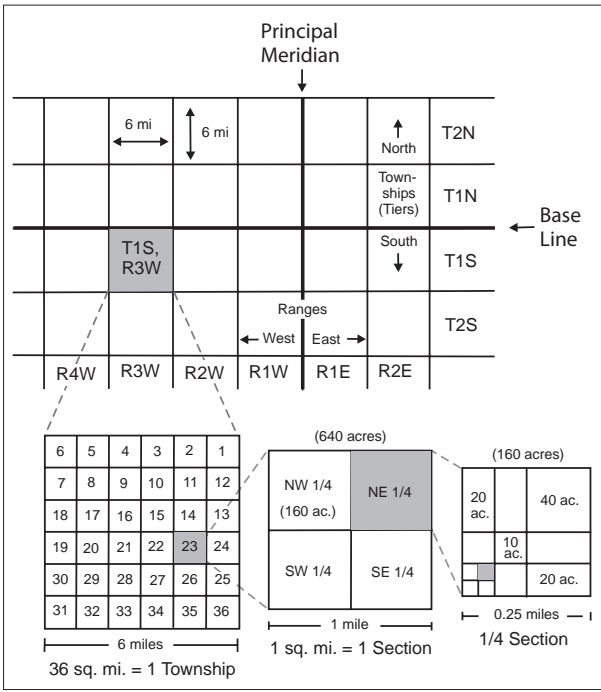 Principal
Meridian
6 mi
6 mi
North
T2N
Town-
ships
(Tiers)
T1N
Base
Line
T1S,
R3W
South
T1S
Ranges
West East
T2S
R4W R3W R2W R1W R1E R2E
(640 acres)
(160 acres)
6 5 4 3 2 1
7 8 9 10 11 12
18 17 16 15 14 13
19 20 21 22 23 24
30 29 28 27 26 25
31 32 33 34 35 36
6 miles
36 sq. mi. = 1 Township
NW 1/4
(160 ac.)
NE 1/4
SW 1/4
SE 1/4
1 mile
1 sq. mi. = 1 Section
20
ac.
40 ac.
10
ac.
20 ac.
0.25 miles
1/4 Section